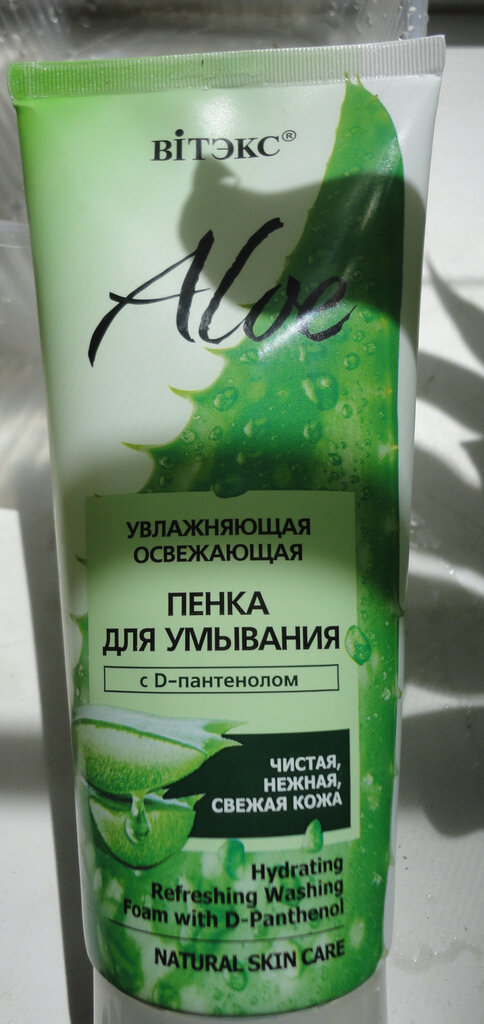 ВіТЭКС®
Aloe
УВЛАЖНЯЮЩАЯ
ОСВЕЖАЮЩАЯ
ПЕНКА
ДЛЯ УМЫВАНИЯ
с D-пантенолом
ЧИСТАЯ,
НЕЖНАЯ,
СВЕЖАЯ КОЖА
Hydrating
Refreshing Washing
Foam with D-Panthenol
NATURAL SKIN CARE